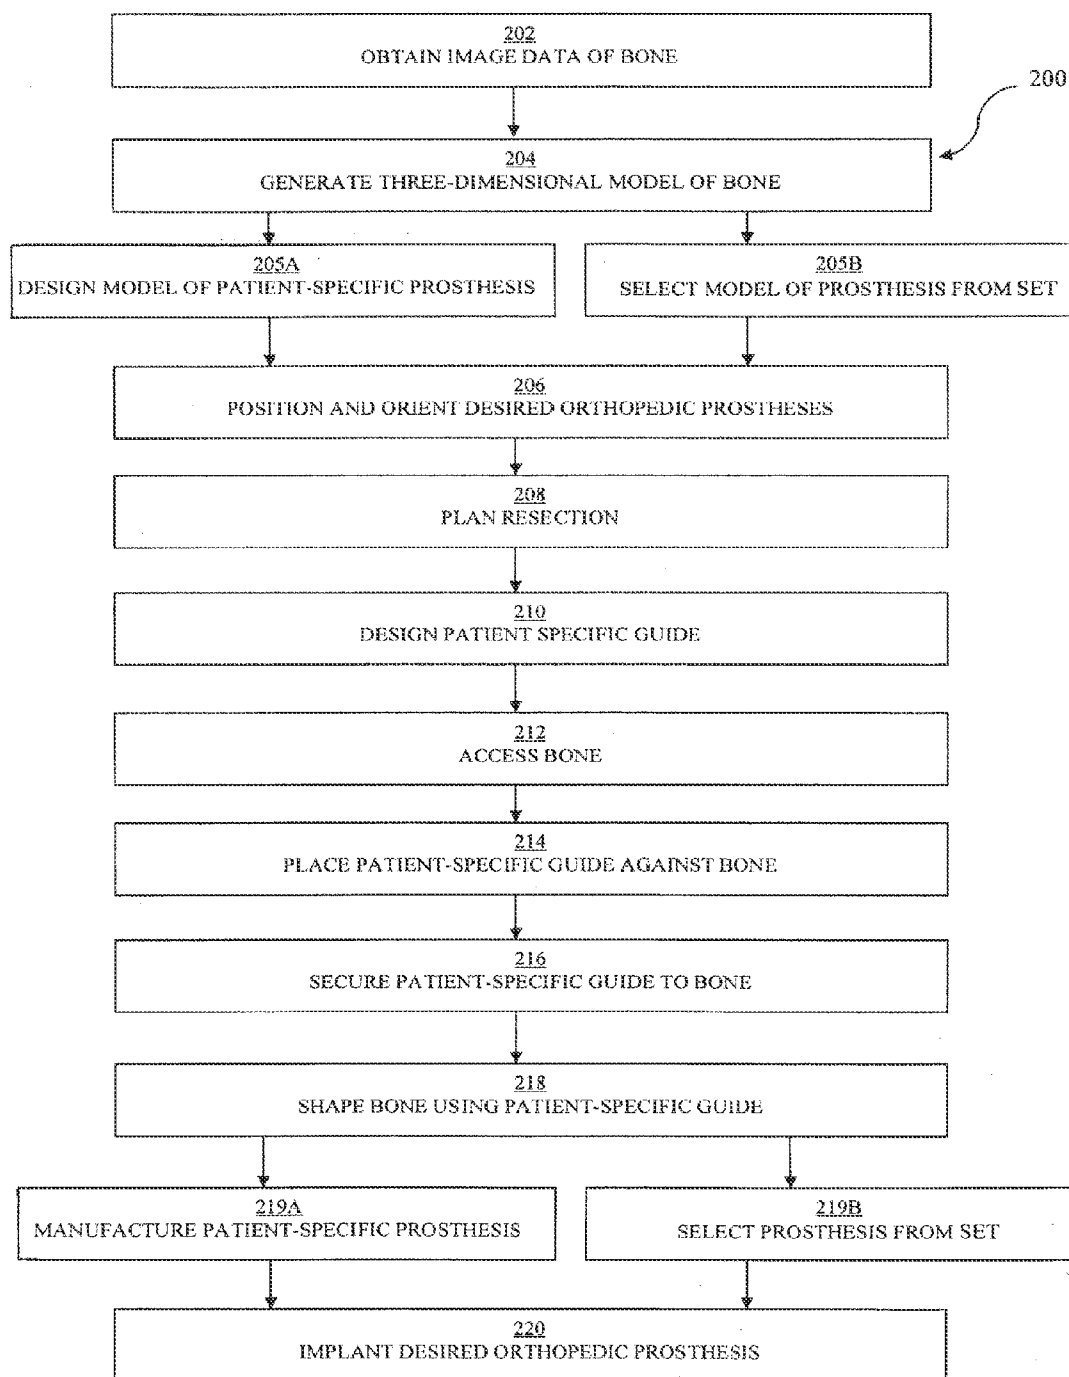 202
OBTAIN IMAGE DATA OF BONE
200
204
GENERATE THREE-DIMENSIONAL MODEL OF BONE
205A
DESIGN MODEL OF PATIENT-SPECIFIC PROSTHESIS
205B
SELECT MODEL OF PROSTHESIS FROM SET
206
POSITION AND ORIENT DESIRED ORTHOPEDIC PROSTHESES
208
PLAN RESECTION
210
DESIGN PATIENT SPECIFIC GUIDE
212
ACCESS BONE
214
PLACE PATIENT-SPECIFIC GUIDE AGAINST BONE
216
SECURE PATIENT-SPECIFIC GUIDE TO BONE
218
SHAPE BONE USING PATIENT-SPECIFIC GUIDE
219A
MANUFACTURE PATIENT-SPECIFIC PROSTHESIS
219B
SELECT PROSTHESIS FROM SET
220
IMPLANT DESIRED ORTHOPEDIC PROSTHESIS